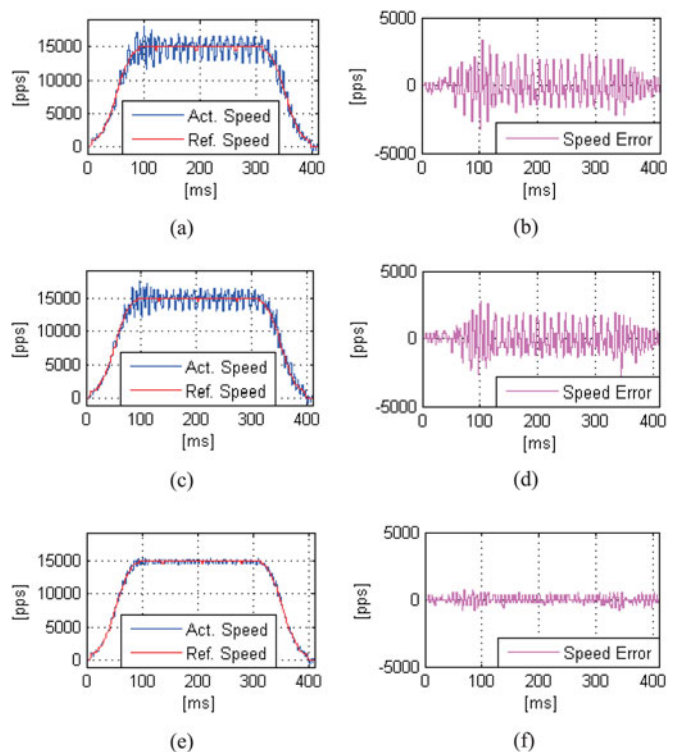 15000
10000
5000
0
[pps]
Act. Speed
Ref. Speed
0 100 200 300 400
[ms]
(a)
5000
0
-5000
[pps]
Speed Error
0 100 200 300 400
[ms]
(b)
15000
10000
5000
0
[pps]
Act. Speed
Ref. Speed
0 100 200 300 400
[ms]
(c)
5000
0
-5000
[pps]
Speed Error
0 100 200 300 400
[ms]
(d)
15000
10000
5000
0
[pps]
Act. Speed
Ref. Speed
0 100 200 300 400
[ms]
(e)
5000
0
-5000
[pps]
Speed Error
0 100 200 300 400
[ms]
(f)